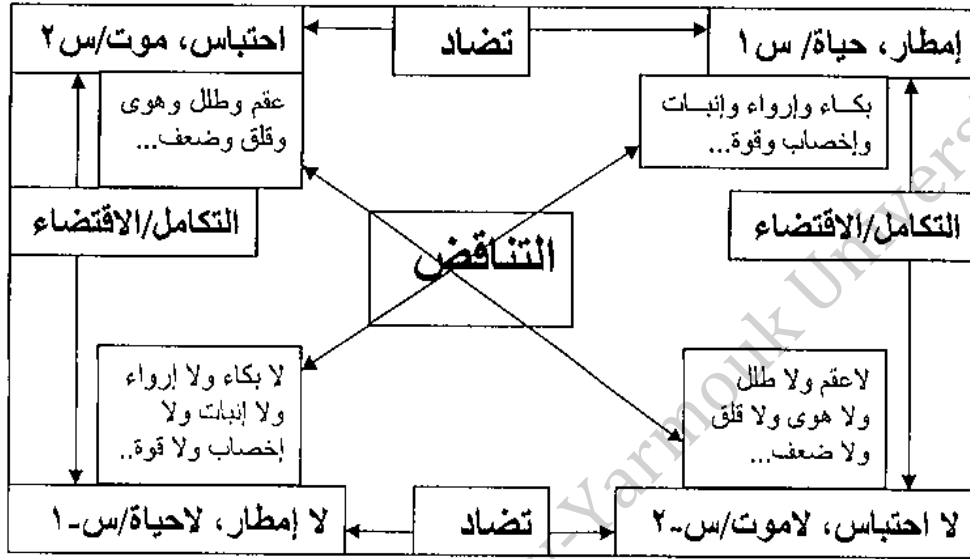 إمطار، حياة/ س١
تضاد
احتباس، موت/س٢
بكاء وإرواء وإنبات
وإخصاب وقوة...
عقم وطلل وهوى
وقلق وضعف...
التكامل/الاقتضاء
التناقض
التكامل/الاقتضاء
لاعقم ولا طلل
ولا هوى ولا قلق
ولا ضعف...
لا بكاء ولا إرواء
ولا إنبات ولا
إخصاب ولا قوة..
لا احتباس، لاموت/س-٢
تضاد
لا إمطار، لاحياة/س-١
Yarmouk Univers